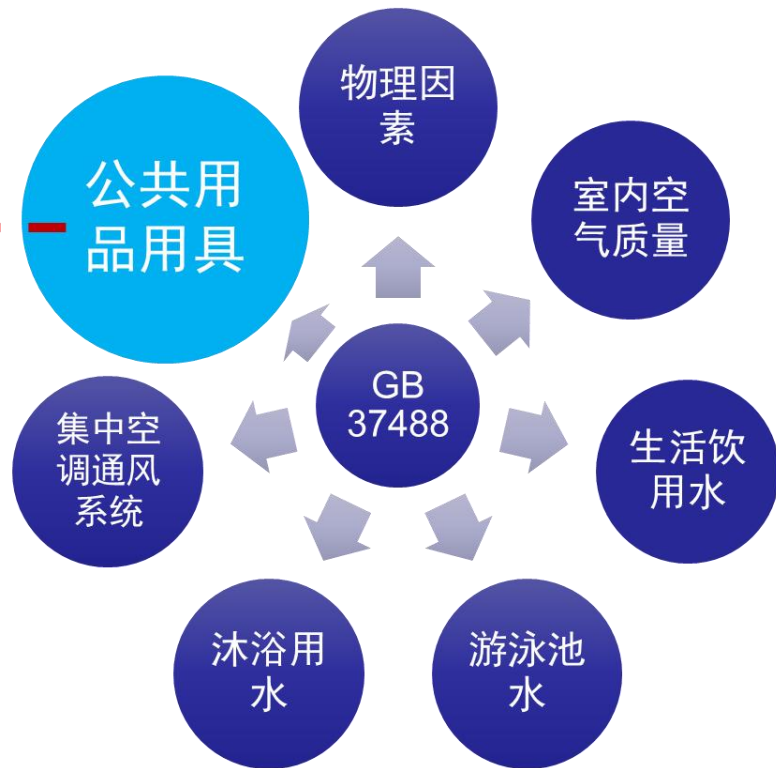 物理因
素
公共用
品用具
室内空
气质量
GB
37488
集中空
调通风
系统
生活饮
用水
沐浴用
水
游泳池
水